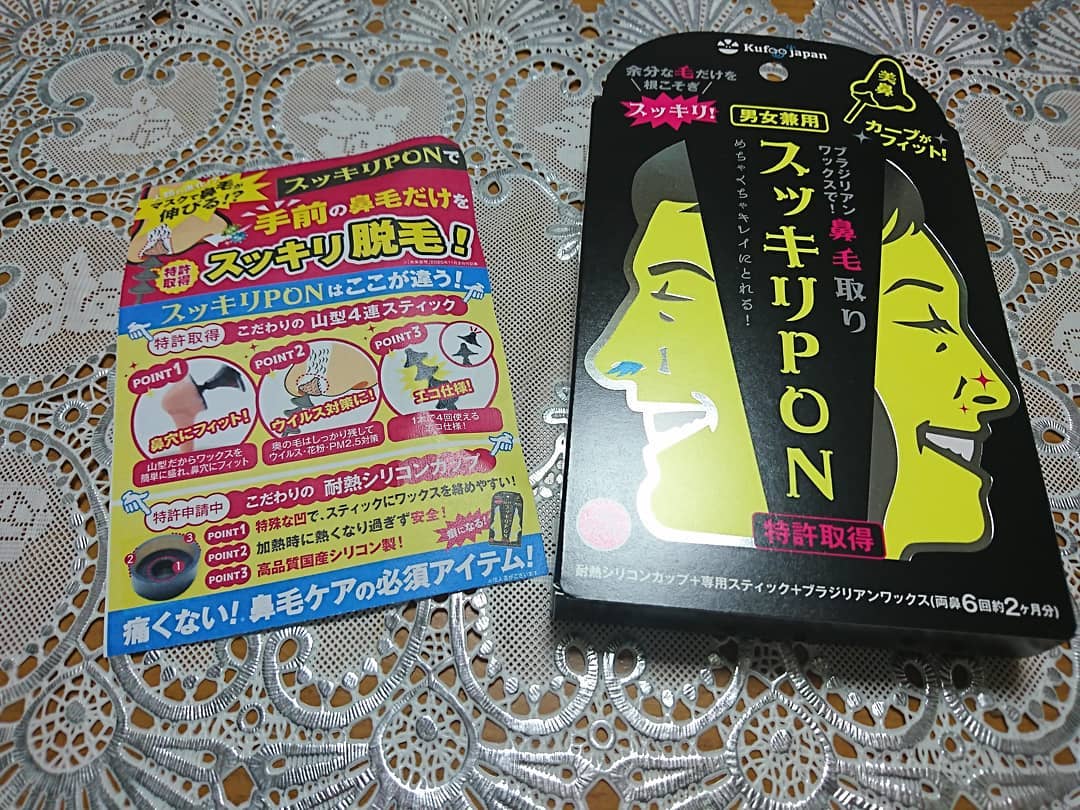 スッキリPONで
マスクで鼻毛が
伸びる!?
手前の鼻毛だけを
スッキリ脱毛!
特許
取得
スッキリPONはここが違う!
特許取得
こだわりの 山型4連スティック
POINT1
鼻穴にフィット!
山型だからワックスを
簡単に盛れ、鼻穴にフィット
POINT2
ウイルス対策に!
奥の毛はしっかり残して
ウイルス・花粉・PM2.5対策
POINT3
エコ仕様!
1本で4回使える
エコ仕様!
特許申請中
こだわりの 耐熱シリコンカップ
POINT1 特殊な凹で、スティックにワックスを絡めやすい!
POINT2 加熱時に熱くなり過ぎず安全!
POINT3 高品質国産シリコン製!
1
2
3
癖になる!
スッキリPON
痛くない!鼻毛ケアの必須アイテム!
Kufoo japan
余分な毛だけを
根こそぎ
スッキリ!
男女兼用
美鼻
カーブが
フィット!
ブラジリアン
ワックスで!
鼻毛取り
スッキリPON
めちゃくちゃキレイにとれる!
特許取得
耐熱シリコンカップ+専用スティック+ブラジリアンワックス(両鼻6回約2ヶ月分)